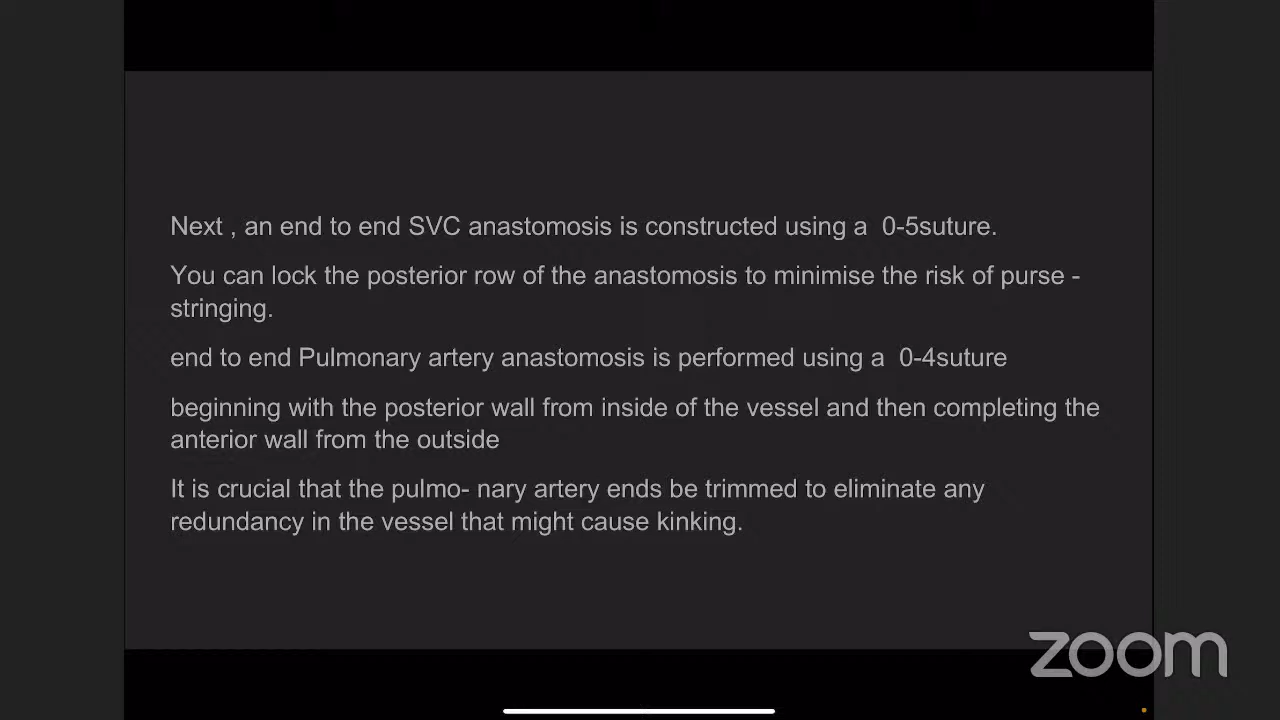 Next , an end to end SVC anastomosis is constructed using a  0-5suture.
You can lock the posterior row of the anastomosis to minimise the risk of purse -
stringing.
end to end Pulmonary artery anastomosis is performed using a  0-4suture
beginning with the posterior wall from inside of the vessel and then completing the
anterior wall from the outside
It is crucial that the pulmo- nary artery ends be trimmed to eliminate any
redundancy in the vessel that might cause kinking.
zoom